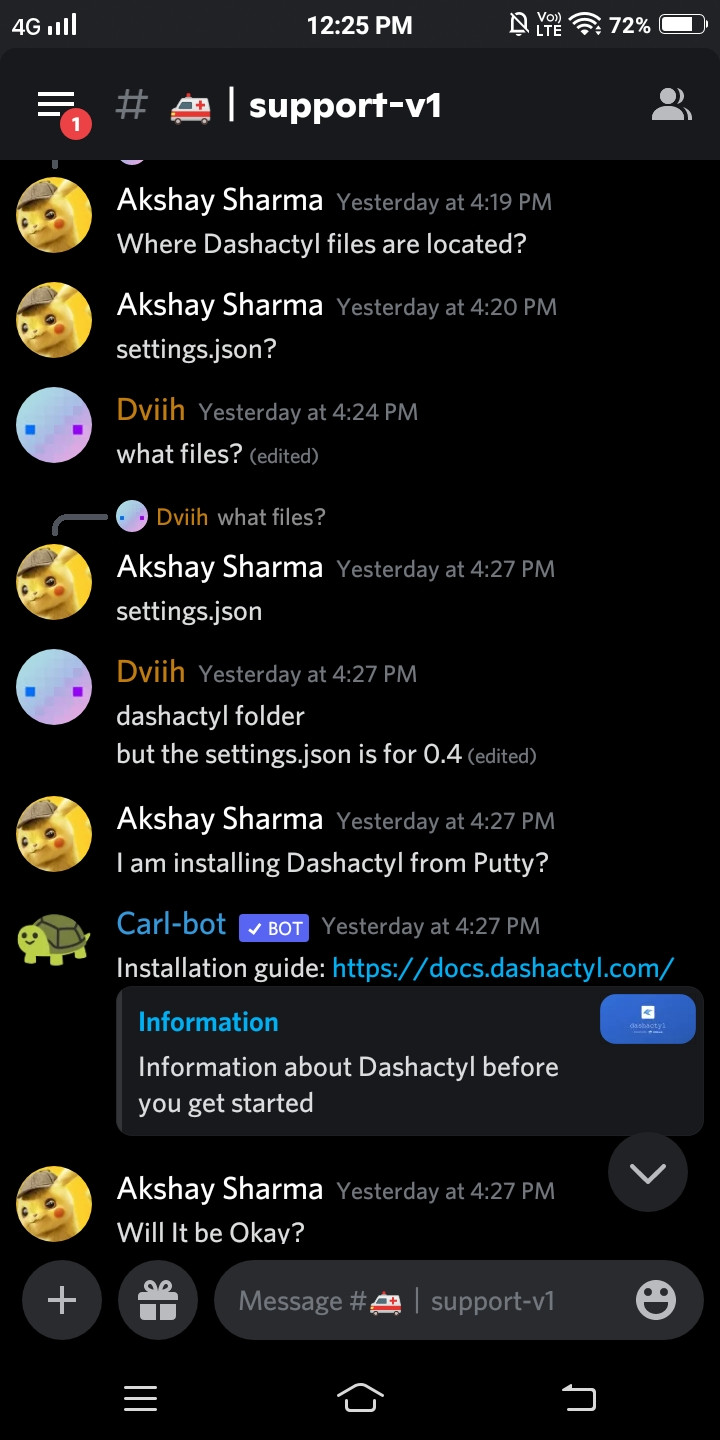 4G 12:25 PM Vo)) LTE 72%
1 # | support-v1
Akshay Sharma Yesterday at 4:19 PM
Where Dashactyl files are located?
Akshay Sharma Yesterday at 4:20 PM
settings.json?
Dviih Yesterday at 4:24 PM
what files? (edited)
Dviih what files?
Akshay Sharma Yesterday at 4:27 PM
settings.json
Dviih Yesterday at 4:27 PM
dashactyl folder
but the settings.json is for 0.4 (edited)
Akshay Sharma Yesterday at 4:27 PM
I am installing Dashactyl from Putty?
Carl-bot ✓ BOT Yesterday at 4:27 PM
Installation guide: https://docs.dashactyl.com/
Information
dashactyl
Information about Dashactyl before
you get started
Akshay Sharma Yesterday at 4:27 PM
Will It be Okay?
Message # | support-v1